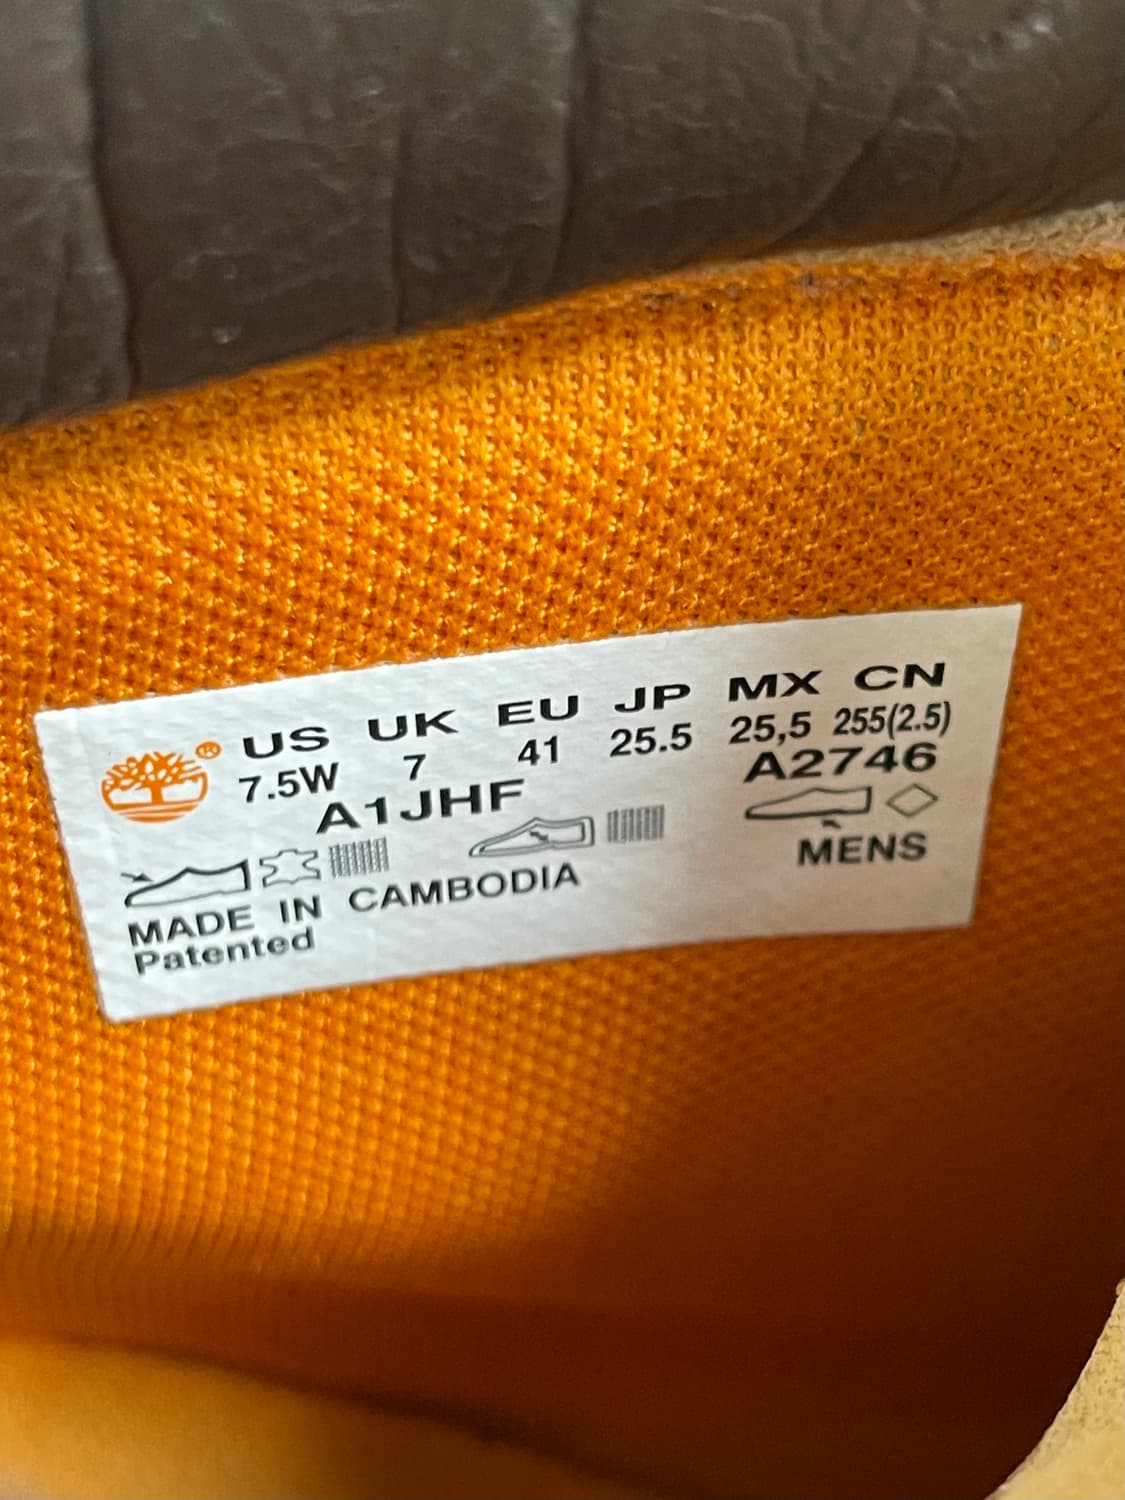 ® US UK EU JP MX CN
7.5W 7 41 25.5 25,5 255(2.5)
A1JHF A2746
MENS
MADE IN CAMBODIA
Patented